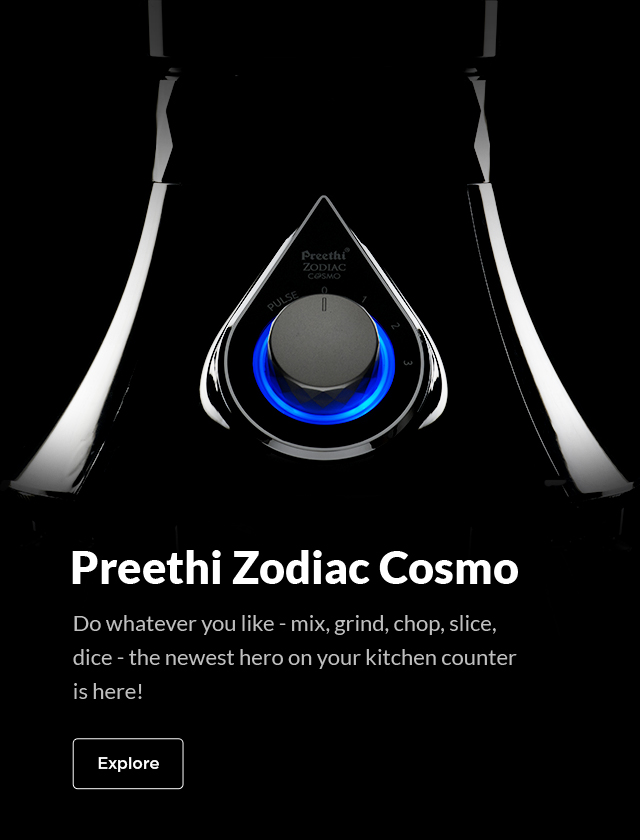 Preethi
ZODIAC
COSMO
0
PULSE
1
2
3
Preethi Zodiac Cosmo
Do whatever you like - mix, grind, chop, slice,
dice - the newest hero on your kitchen counter
is here!
Explore